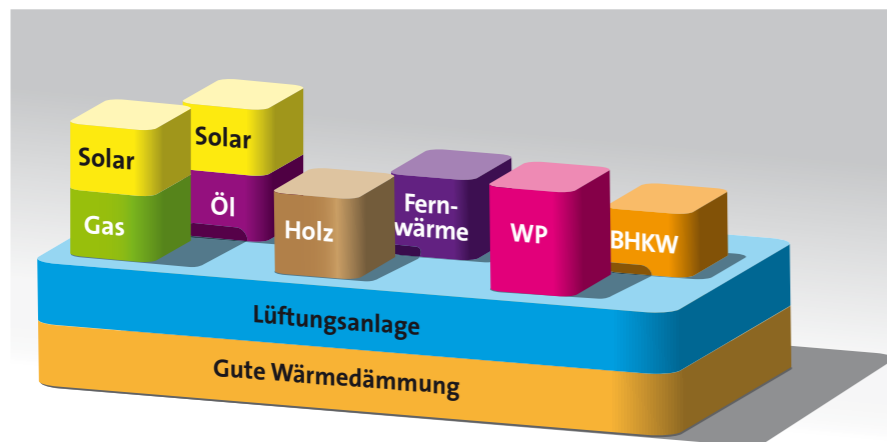 Solar
Gas
Solar
Öl
Holz
Fern-
wärme
WP
BHKW
Lüftungsanlage
Gute Wärmedämmung